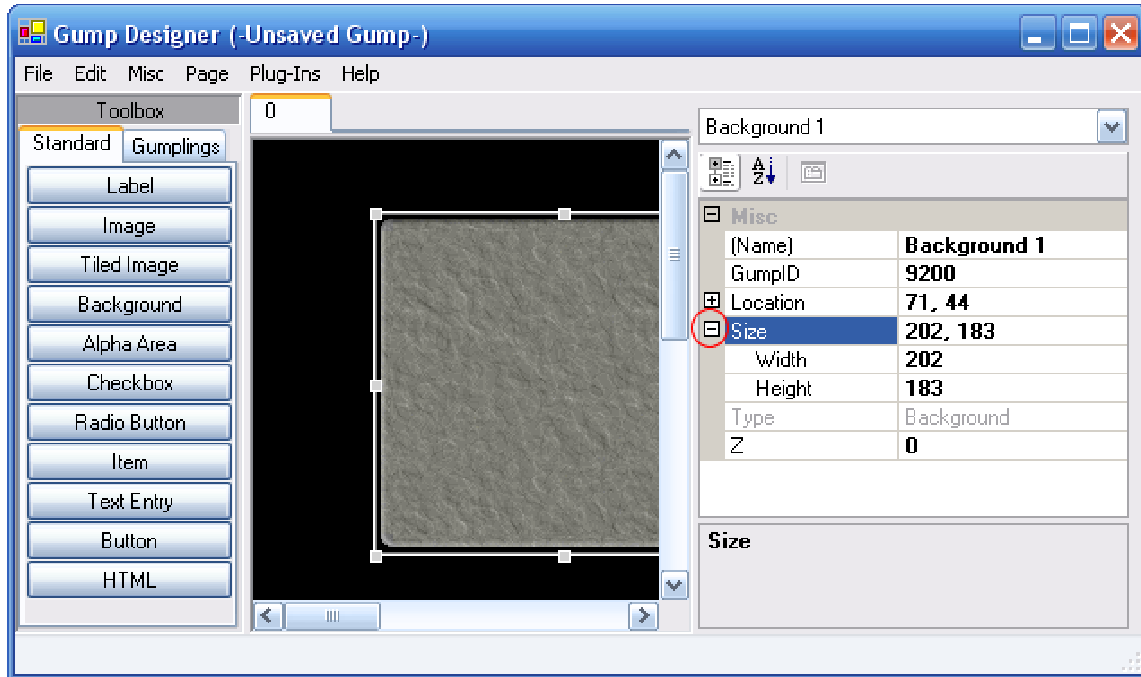 Gump Designer (-Unsaved Gump-)
File Edit Misc Page Plug-Ins Help
Toolbox
Standard Gumplings
Label
Image
Tiled Image
Background
Alpha Area
Checkbox
Radio Button
Item
Text Entry
Button
HTML
0
Background 1
Misc
(Name) Background 1
GumpID 9200
Location 71, 44
Size 202, 183
Width 202
Height 183
Type Background
Z 0
Size